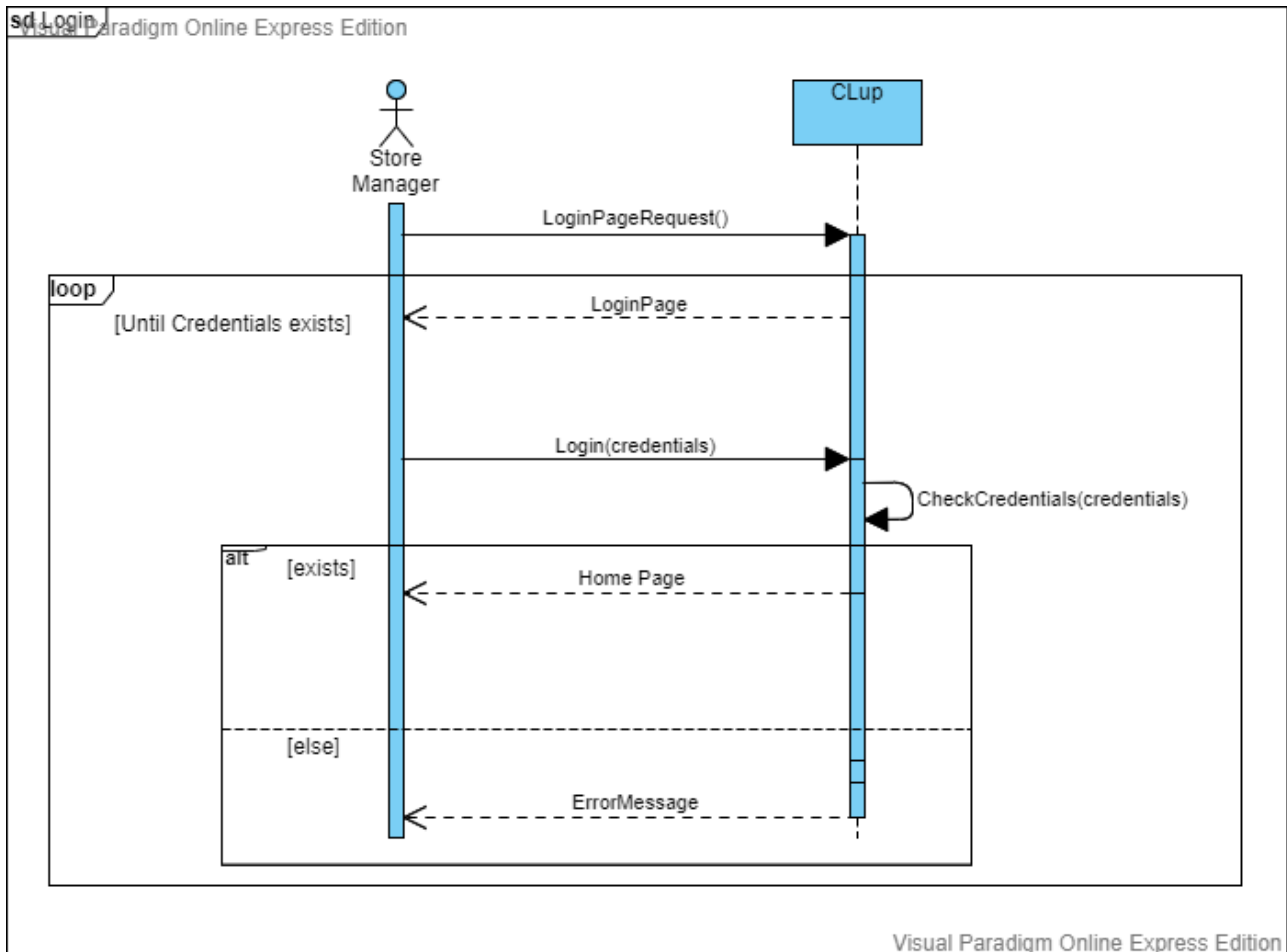 sd Login
Visual Paradigm Online Express Edition
CLup
Store
Manager
LoginPageRequest()
loop
[Until Credentials exists]
LoginPage
Login(credentials)
CheckCredentials(credentials)
alt
[exists]
Home Page
[else]
ErrorMessage
Visual Paradigm Online Express Edition